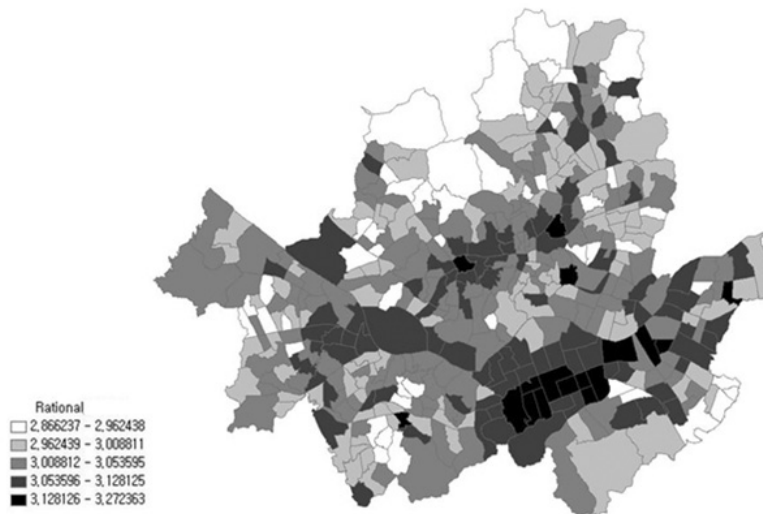 Rational
2,866237 - 2,962438
2,962439 - 3,008811
3,008812 - 3,053595
3,053596 - 3,128125
3,128126 - 3,272363